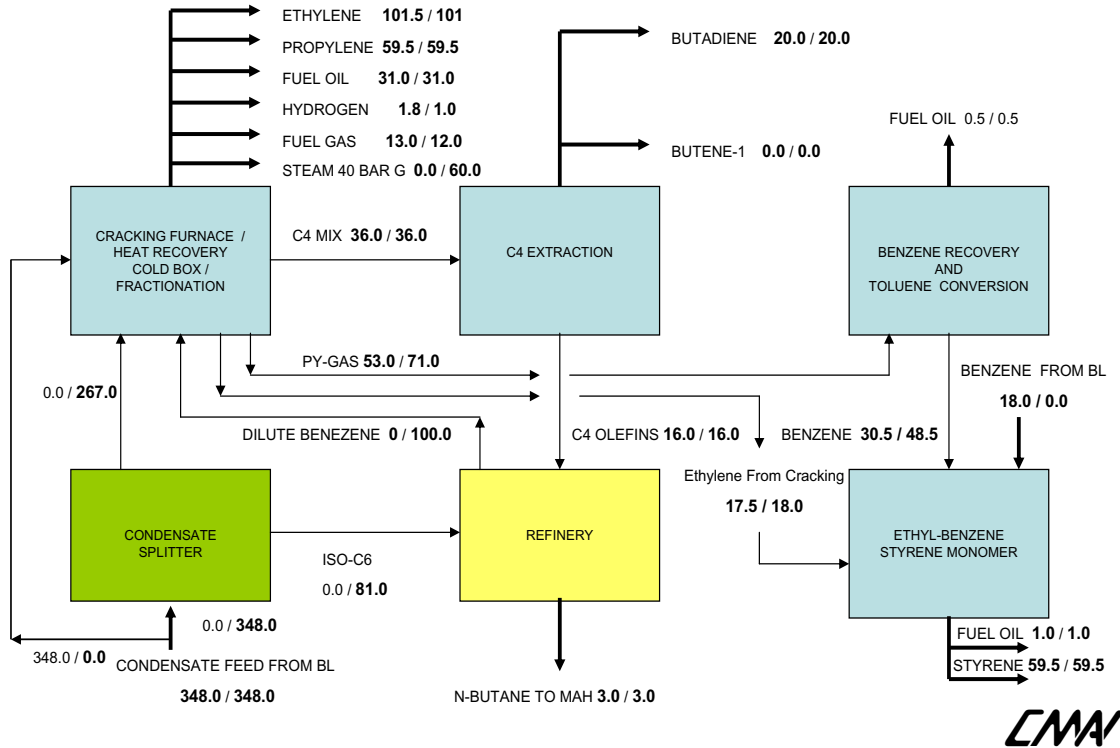 ETHYLENE 101.5 / 101
PROPYLENE 59.5 / 59.5
FUEL OIL 31.0 / 31.0
HYDROGEN 1.8 / 1.0
FUEL GAS 13.0 / 12.0
STEAM 40 BAR G 0.0 / 60.0
BUTADIENE 20.0 / 20.0
BUTENE-1 0.0 / 0.0
FUEL OIL 0.5 / 0.5
CRACKING FURNACE /
HEAT RECOVERY
COLD BOX /
FRACTIONATION
C4 MIX 36.0 / 36.0
C4 EXTRACTION
BENZENE RECOVERY
AND
TOLUENE CONVERSION
PY-GAS 53.0 / 71.0
0.0 / 267.0
BENZENE FROM BL
18.0 / 0.0
DILUTE BENEZENE 0 / 100.0
C4 OLEFINS 16.0 / 16.0
BENZENE 30.5 / 48.5
Ethylene From Cracking
17.5 / 18.0
CONDENSATE
SPLITTER
ISO-C6
0.0 / 81.0
REFINERY
ETHYL-BENZENE
STYRENE MONOMER
0.0 / 348.0
348.0 / 0.0
CONDENSATE FEED FROM BL
348.0 / 348.0
N-BUTANE TO MAH 3.0 / 3.0
FUEL OIL 1.0 / 1.0
STYRENE 59.5 / 59.5
CMAI